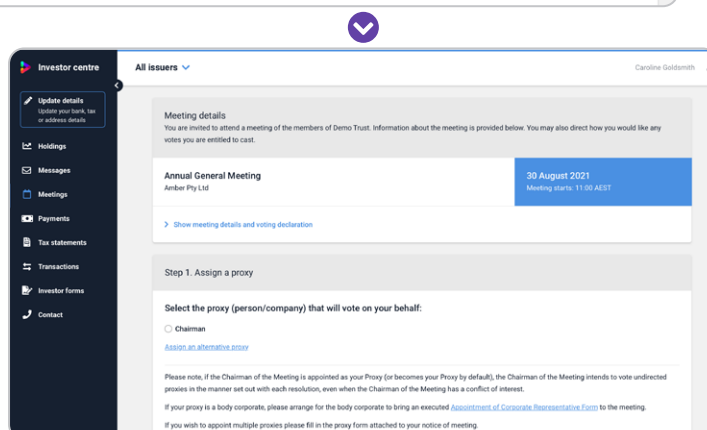 Investor centre
All issuers
Caroline Goldsmith
Update details
Update your bank, tax
or address details
Holdings
Messages
Meetings
Payments
Tax statements
Transactions
Investor forms
Contact
Meeting details
You are invited to attend a meeting of the members of Demo Trust. Information about the meeting is provided below. You may also direct how you would like any
votes you are entitled to cast.
Annual General Meeting
Amber Pty Ltd
30 August 2021
Meeting starts: 11:00 AEST
Show meeting details and voting declaration
Step 1. Assign a proxy
Select the proxy (person/company) that will vote on your behalf:
Chairman
Assign an alternative proxy
Please note, if the Chairman of the Meeting is appointed as your Proxy (or becomes your Proxy by default), the Chairman of the Meeting intends to vote undirected
proxies in the manner set out with each resolution, even when the Chairman of the Meeting has a conflict of interest.
If your proxy is a body corporate, please arrange for the body corporate to bring an executed Appointment of Corporate Representative Form to the meeting.
If you wish to appoint multiple proxies please fill in the proxy form attached to your notice of meeting.